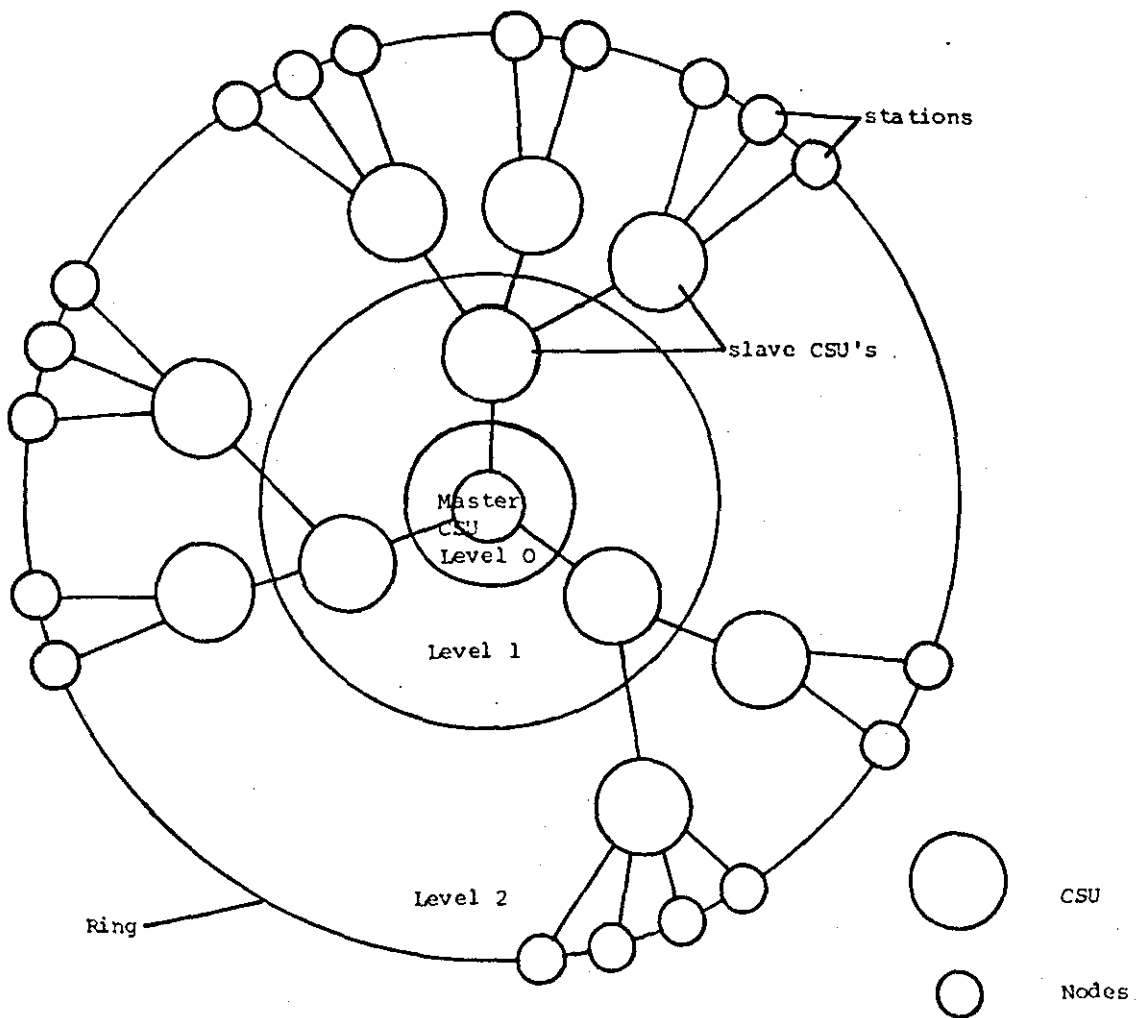 stations
slave CSU's
Master
CSU
Level 0
Level 1
Level 2
Ring
CSU
Nodes